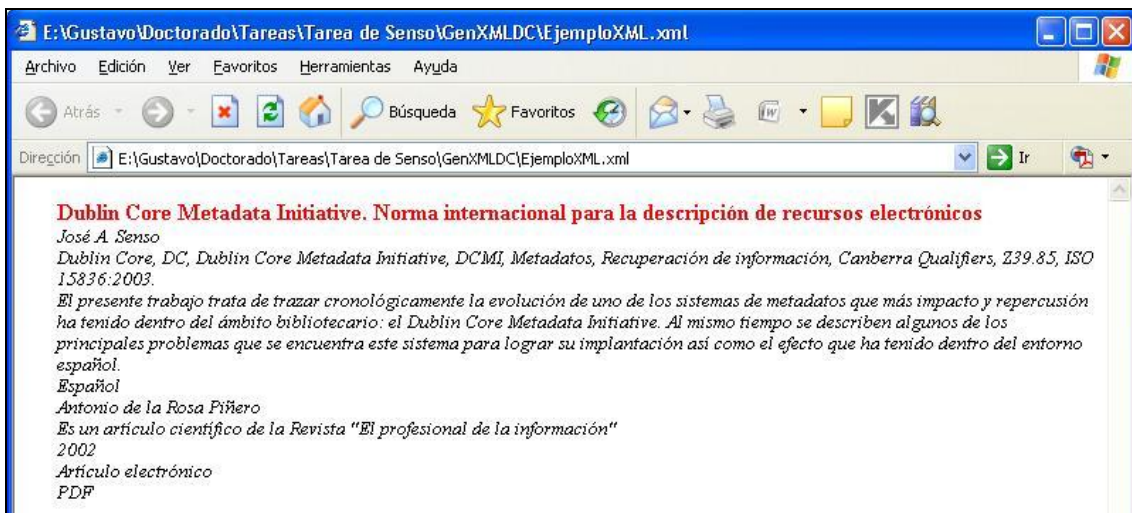 E:\Gustavo\Doctorado\Tareas\Tarea de Senso\GenXMLDC\EjemploXML.xml
Archivo Edición Ver Favoritos Herramientas Ayuda
Atrás Búsqueda Favoritos
Dirección E:\Gustavo\Doctorado\Tareas\Tarea de Senso\GenXMLDC\EjemploXML.xml Ir
Dublin Core Metadata Initiative. Norma internacional para la descripción de recursos electrónicos
José A. Senso
Dublin Core, DC, Dublin Core Metadata Initiative, DCMI, Metadatos, Recuperación de información, Canberra Qualifiers, Z39.85, ISO
15836:2003.
El presente trabajo trata de trazar cronológicamente la evolución de uno de los sistemas de metadatos que más impacto y repercusión
ha tenido dentro del ámbito bibliotecario: el Dublin Core Metadata Initiative. Al mismo tiempo se describen algunos de los
principales problemas que se encuentra este sistema para lograr su implantación así como el efecto que ha tenido dentro del entorno
español.
Español
Antonio de la Rosa Piñero
Es un artículo científico de la Revista "El profesional de la información"
2002
Artículo electrónico
PDF